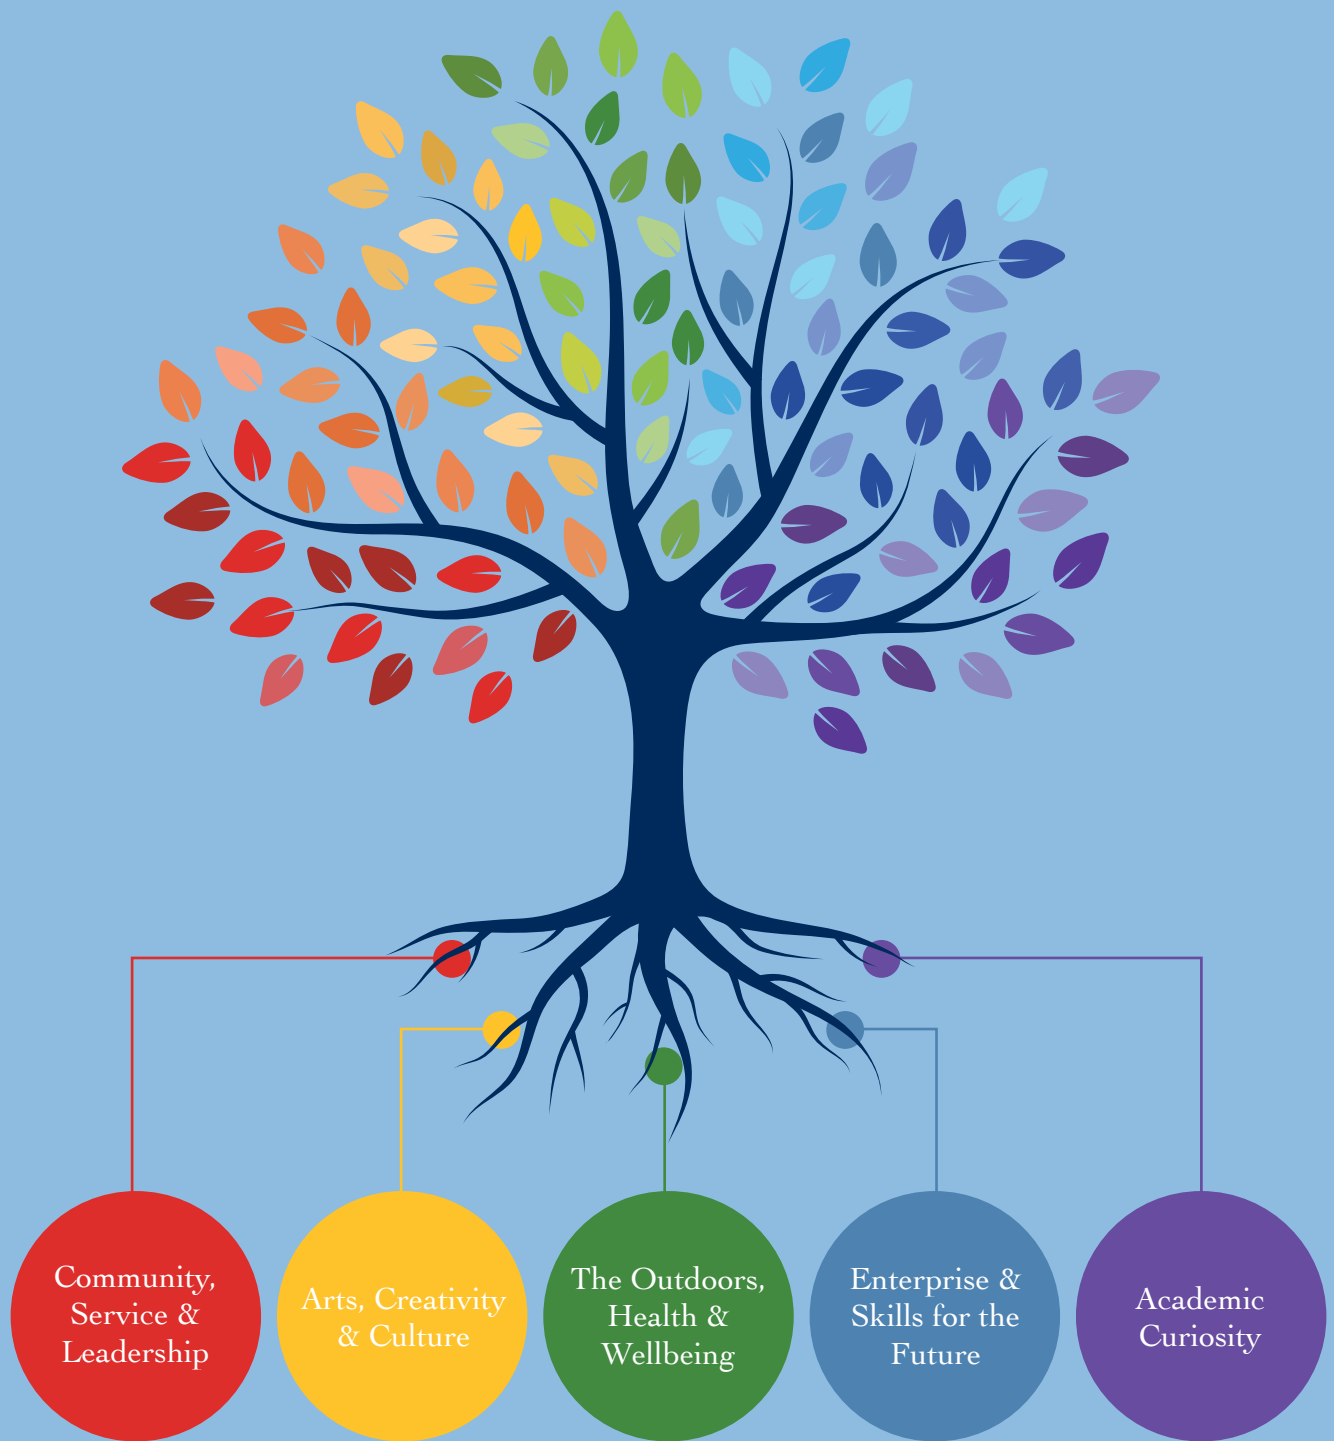 Community,
Service &
Leadership
Arts, Creativity
& Culture
The Outdoors,
Health &
Wellbeing
Enterprise &
Skills for the
Future
Academic
Curiosity